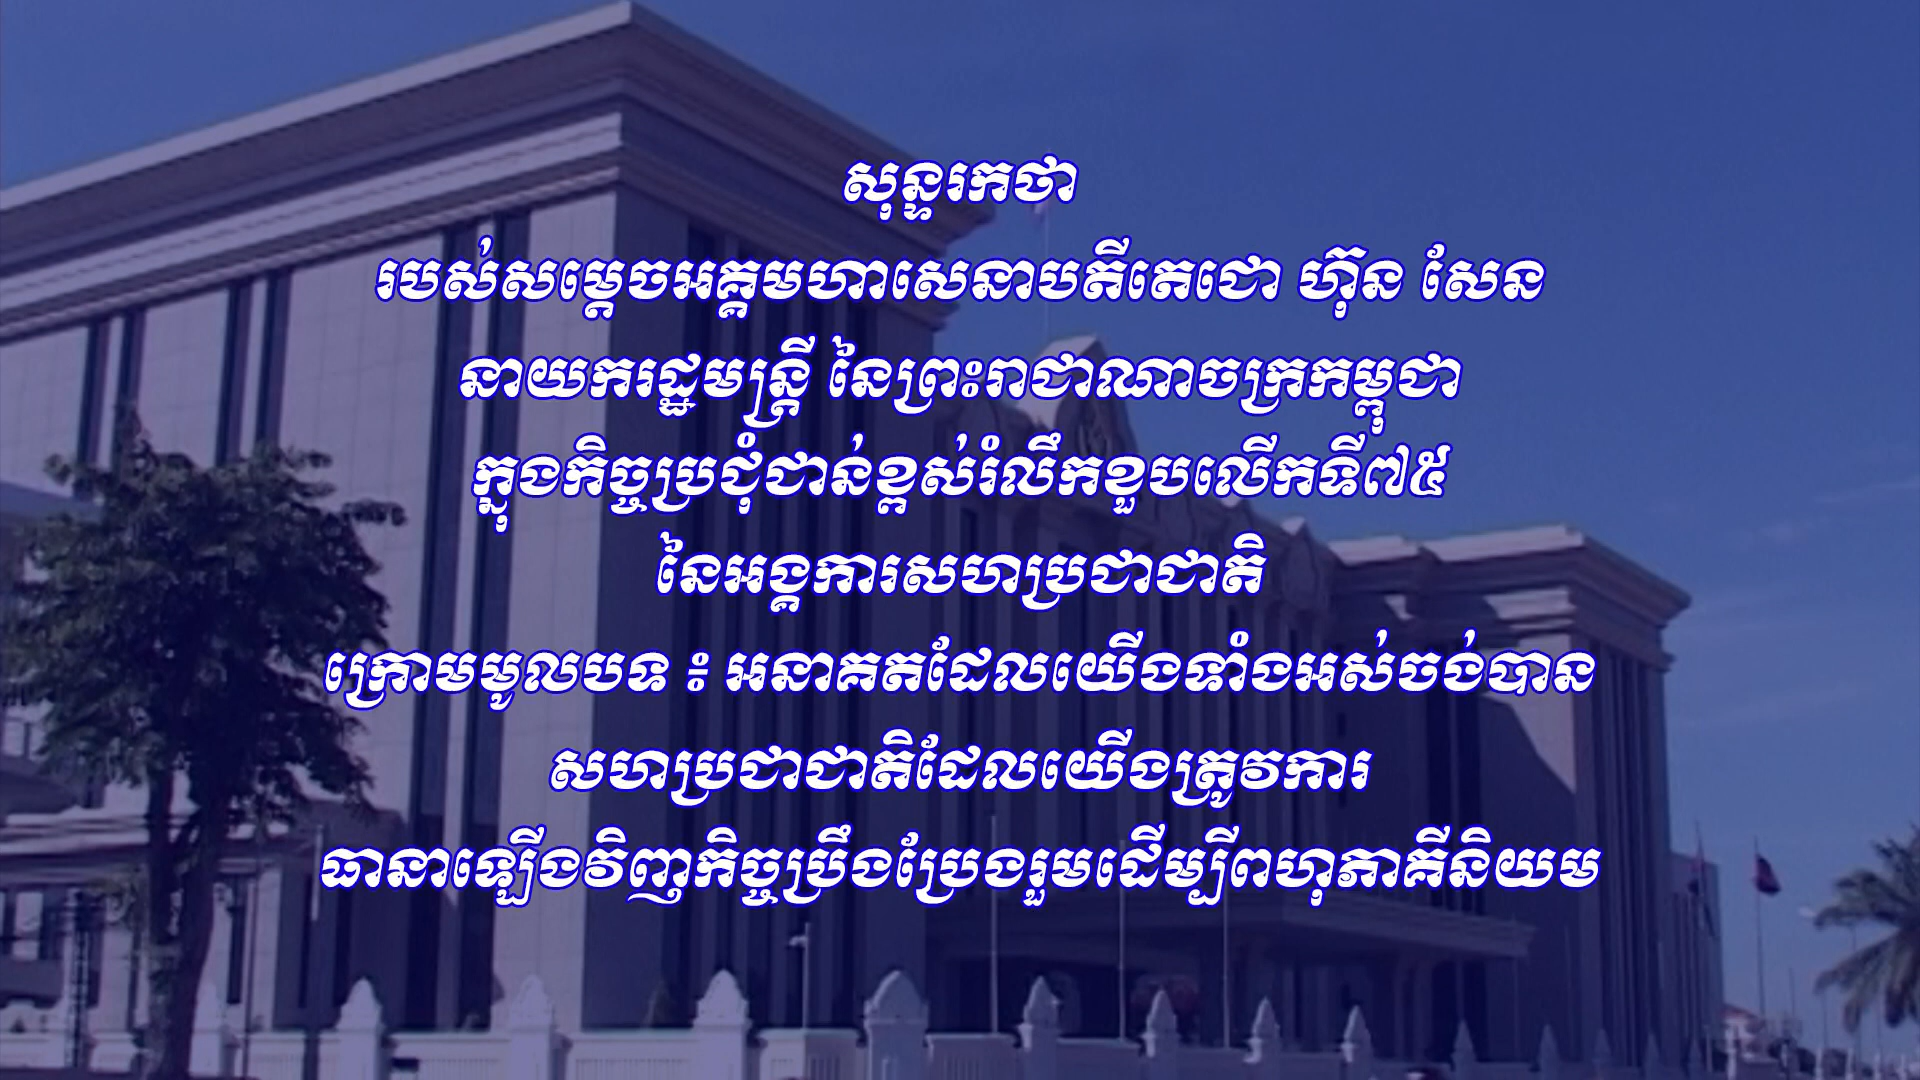 សុន្ទរកថា
របស់សម្តេចអគ្គមហាសេនាបតីតេជោ ហ៊ុន សែន
នាយករដ្ឋមន្ត្រី នៃព្រះរាជាណាចក្រកម្ពុជា
ក្នុងកិច្ចប្រជុំជាន់ខ្ពស់រំលឹកខួបលើកទី៧៥
នៃអង្គការសហប្រជាជាតិ
ក្រោមមូលបទ ៖ អនាគតដែលយើងទាំងអស់ចង់បាន
សហប្រជាជាតិដែលយើងត្រូវការ
ធានាឡើងវិញកិច្ចប្រឹងប្រែងរួមដើម្បីពហុភាគីនិយម